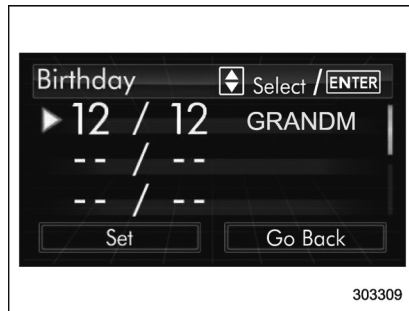 Birthday Select / ENTER
12 / 12 GRANDM
-- / --
-- / --
Set Go Back
303309